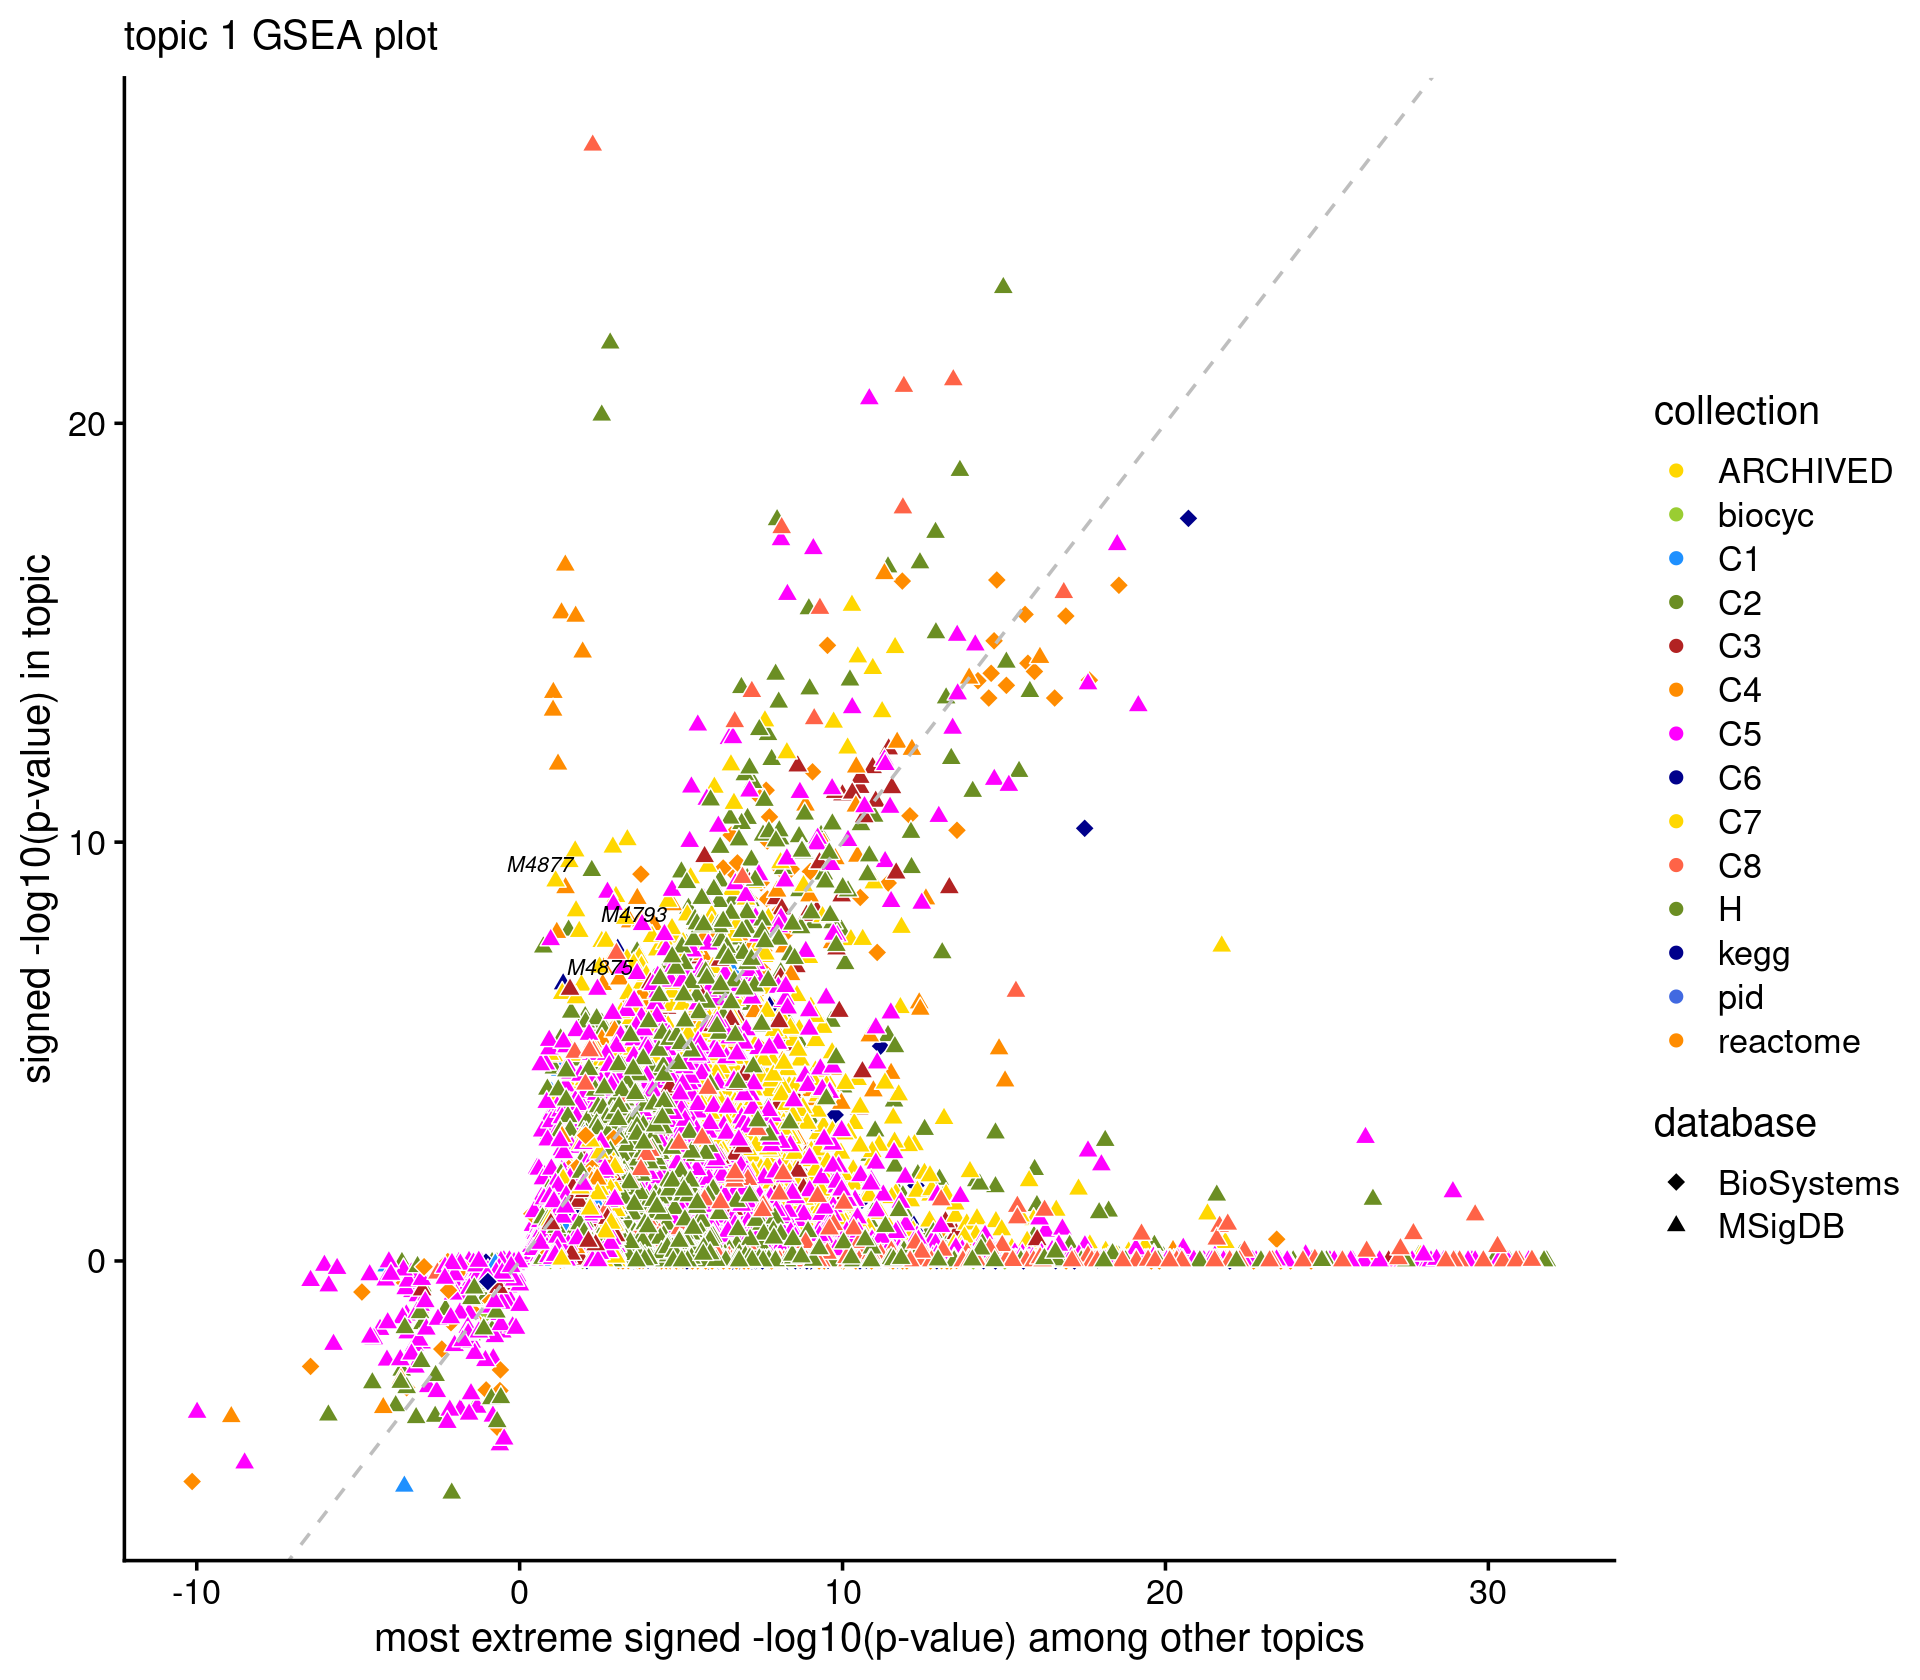 topic 1 GSEA plot
signed -log10(p-value) in topic
20
10
0
M4877
M4793
M4875
-10
0
10
20
30
most extreme signed -log10(p-value) among other topics
collection
ARCHIVED
biocyc
C1
C2
C3
C4
C5
C6
C7
C8
H
kegg
pid
reactome
database
BioSystems
MSigDB